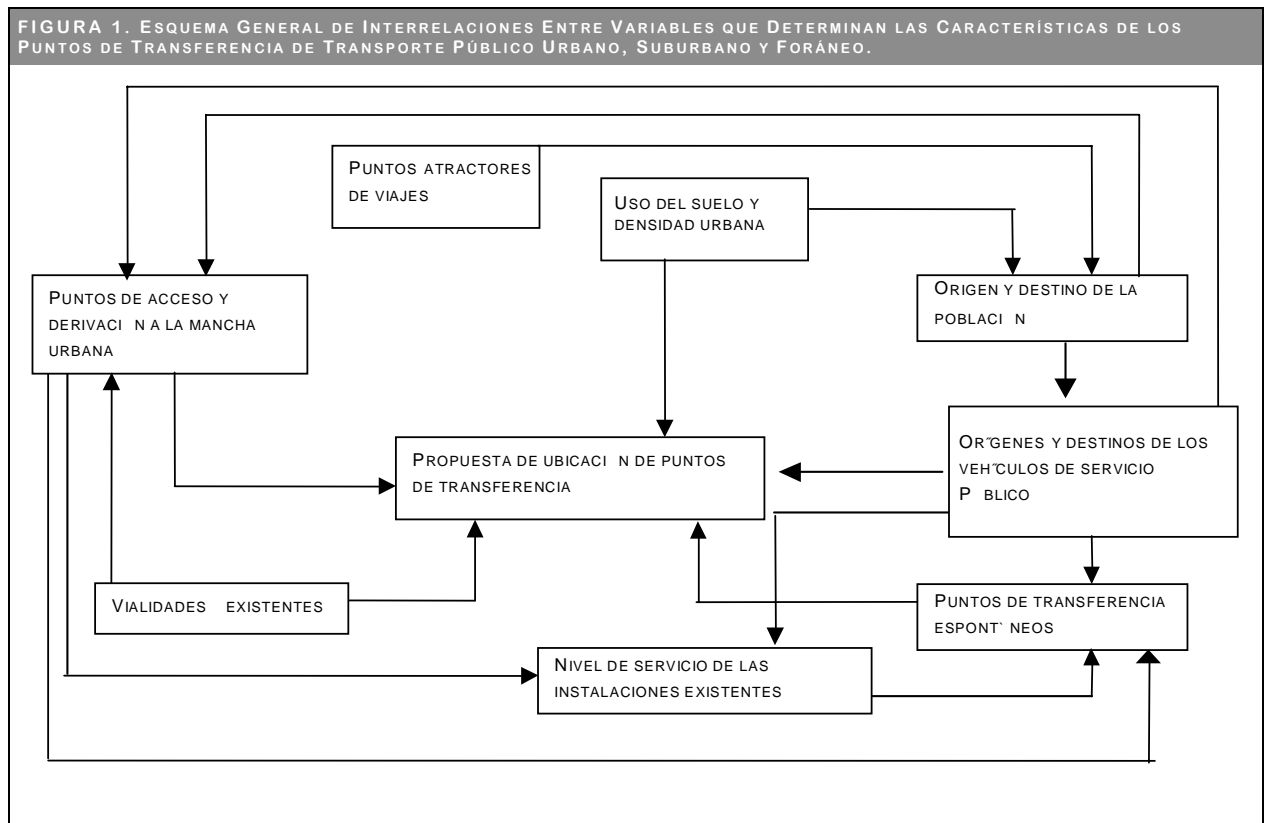 FIGURA 1. ESQUEMA GENERAL DE INTERRELACIONES ENTRE VARIABLES QUE DETERMINAN LAS CARACTERÍSTICAS DE LOS
PUNTOS DE TRANSFERENCIA DE TRANSPORTE PÚBLICO URBANO, SUBURBANO Y FORÁNEO.
PUNTOS ATRACTORES
DE VIAJES
USO DEL SUELO Y
DENSIDAD URBANA
PUNTOS DE ACCESO Y
DERIVACI N A LA MANCHA
URBANA
ORIGEN Y DESTINO DE LA
POBLACI N
PROPUESTA DE UBICACI N DE PUNTOS
DE TRANSFERENCIA
OR˝GENES Y DESTINOS DE LOS
VEH˝CULOS DE SERVICIO
P BLICO
VIALIDADES EXISTENTES
PUNTOS DE TRANSFERENCIA
ESPONT` NEOS
NIVEL DE SERVICIO DE LAS
INSTALACIONES EXISTENTES